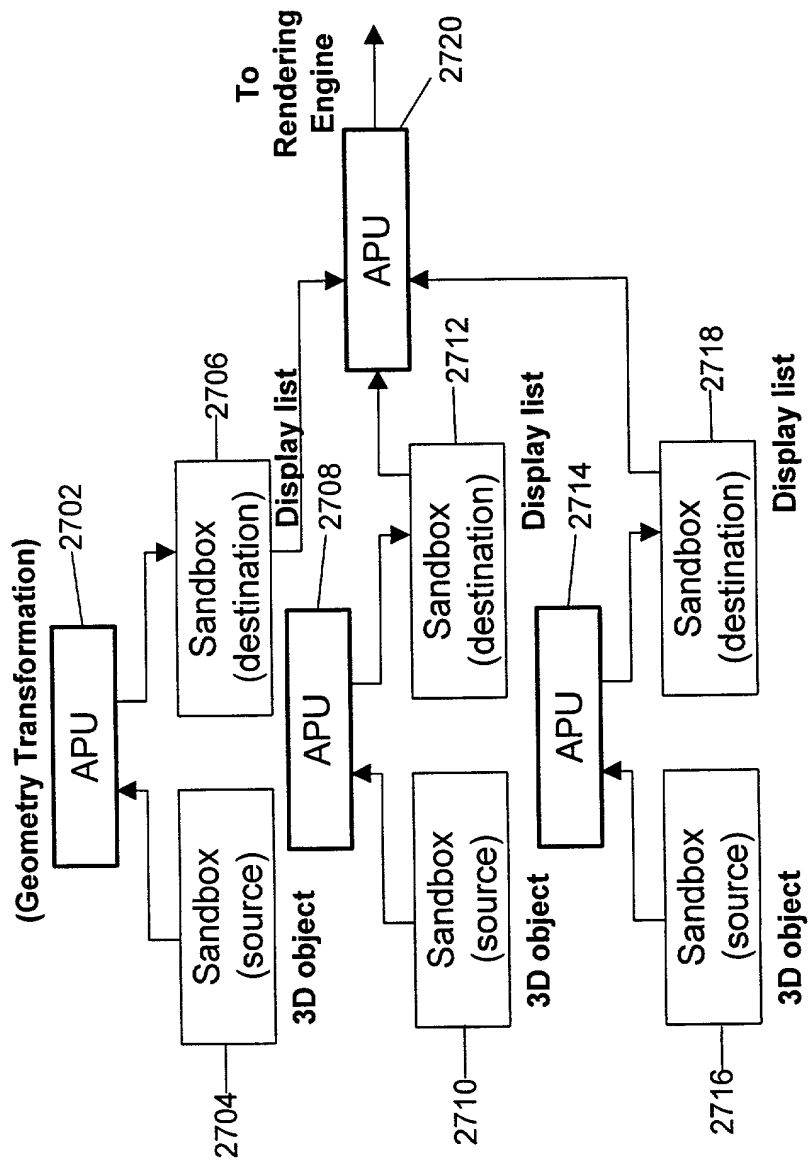 (Geometry Transformation)
2702
APU
2704
Sandbox
(source)
3D object
Sandbox
(destination)
2706
Display list
2708
APU
2710
Sandbox
(source)
3D object
Sandbox
(destination)
2712
Display list
2714
APU
2716
Sandbox
(source)
3D object
Sandbox
(destination)
2718
Display list
APU
2720
To
Rendering
Engine